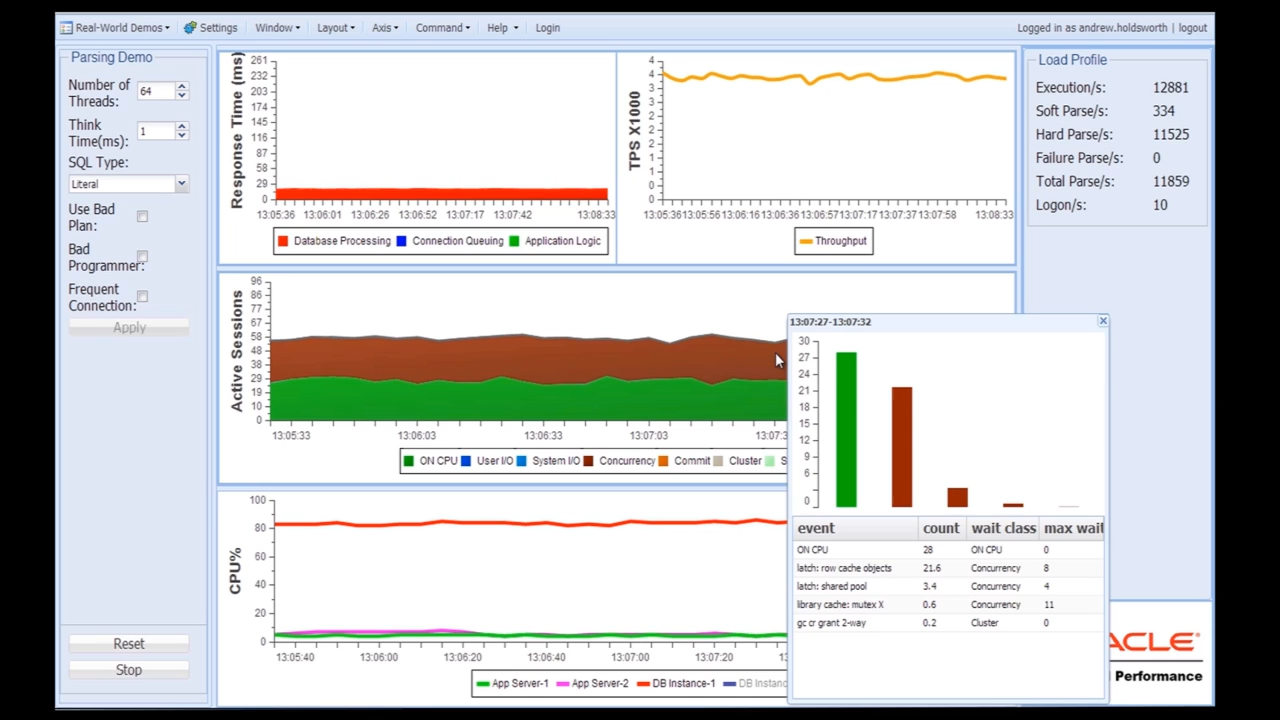 Real-World Demos Settings Window Layout Axis Command Help Login Logged in as andrew.holdsworth | logout
Parsing Demo
Number of
Threads: 64
Think
Time(ms): 1
SQL Type:
Literal
Use Bad
Plan:
Bad
Programmer:
Frequent
Connection:
Apply
Reset
Stop
Response Time (ms)
261
232
203
174
145
116
87
58
29
0
13:05:36 13:06:01 13:06:26 13:06:52 13:07:17 13:07:42 13:08:33
Database Processing Connection Queuing Application Logic
TPS X1000
4
4
3
3
2
2
1
1
0
0
13:05:36 13:05:56 13:06:16 13:06:36 13:06:57 13:07:17 13:07:37 13:07:58 13:08:33
Throughput
Active Sessions
96
86
77
67
58
48
38
29
19
10
0
13:05:33 13:06:03 13:06:33 13:07:03 13:07:3
ON CPU User I/O System I/O Concurrency Commit Cluster S
CPU%
100
80
60
40
20
0
13:05:40 13:06:00 13:06:20 13:06:40 13:07:00 13:07:20 13:
App Server-1 App Server-2 DB Instance-1 DB Instanc
13:07:27-13:07:32
30
27
24
21
18
15
12
9
6
0
event count wait class max wait
ON CPU 28 ON CPU 0
latch: row cache objects 21.6 Concurrency 8
latch: shared pool 3.4 Concurrency 4
library cache: mutex X 0.6 Concurrency 11
gc cr grant 2-way 0.2 Cluster 0
Load Profile
Execution/s: 12881
Soft Parse/s: 334
Hard Parse/s: 11525
Failure Parse/s: 0
Total Parse/s: 11859
Logon/s: 10
ACLE
Performance